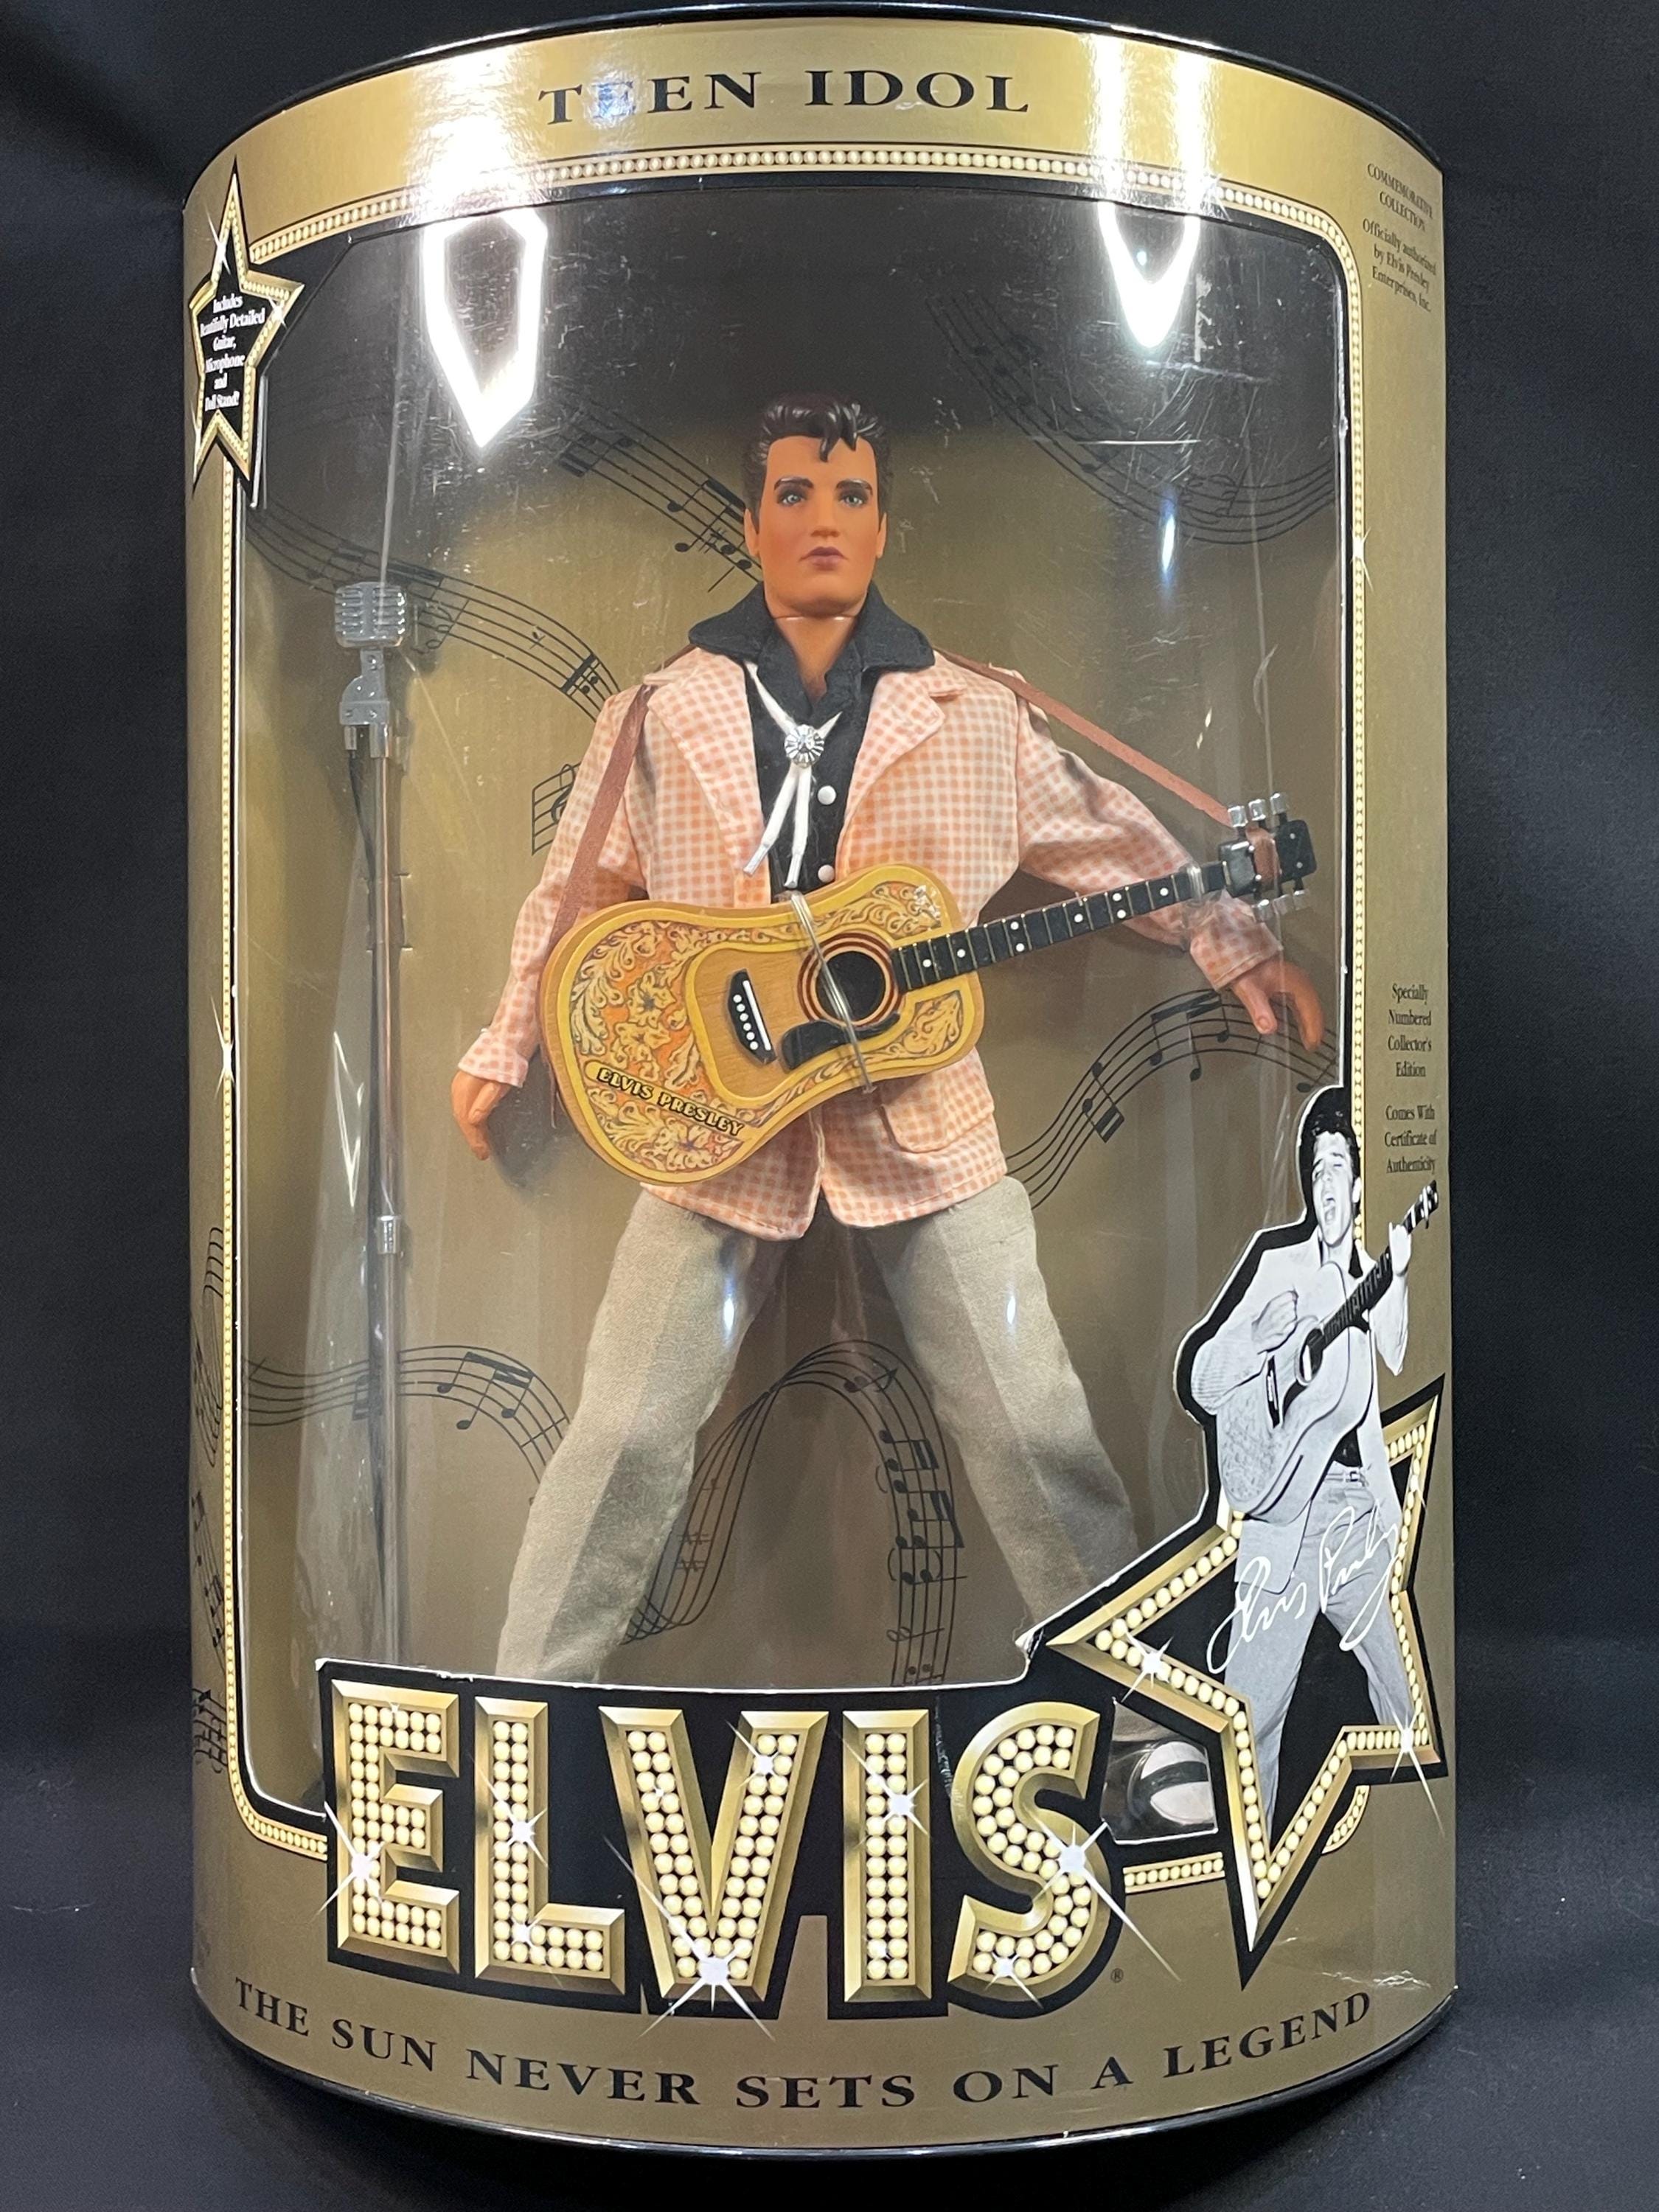 TEEN IDOL
COMMEMORATIVE
COLLECTION
Officially authorized
by Elvis Presley
Enterprises, Inc.
Includes
Beautifully Detailed
Guitar,
Microphone
and
Doll Stand!
ELVIS PRESLEY
Specially
Numbered
Collector's
Edition
Comes With
Certificate of
Authenticity
Elvis Presley
ELVIS®
THE SUN NEVER SETS ON A LEGEND